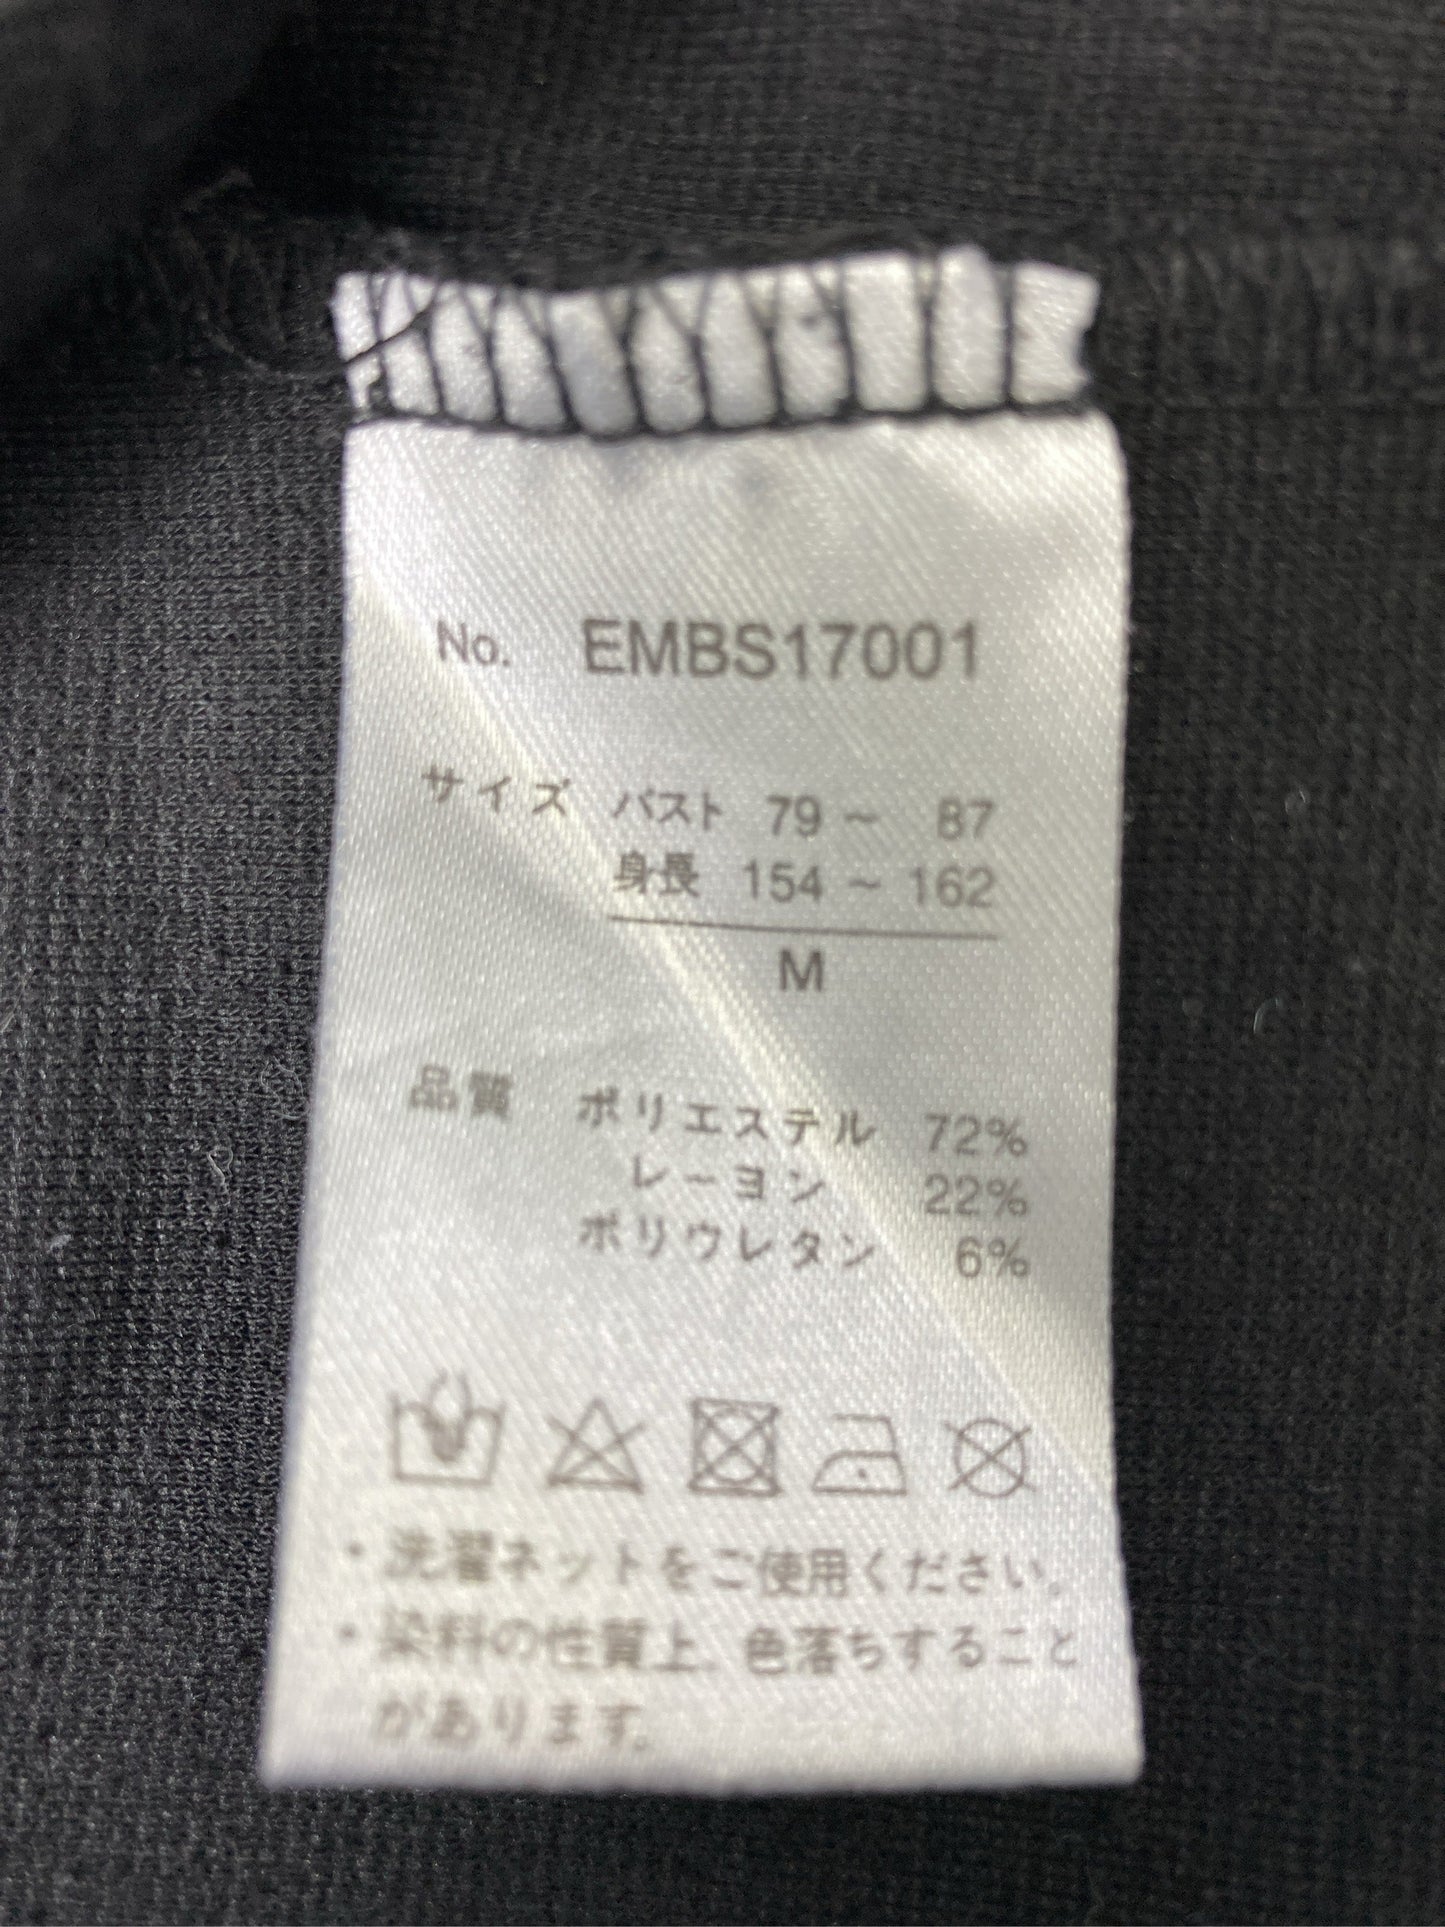 No. EMBS17001
サイズ バスト 79 ~ 87
身長 154 ~ 162
M
品質 ポリエステル 72%
レーヨン 22%
ポリウレタン 6%
・洗濯ネットをご使用ください。
・染料の性質上、色落ちすること
があります。